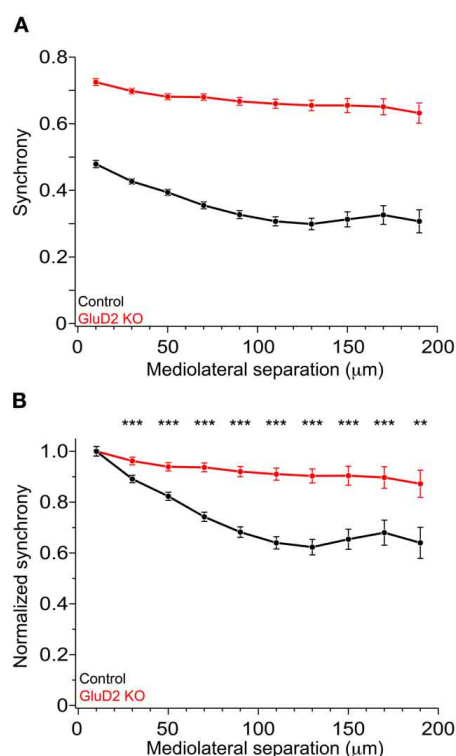 A
0.8
0.6
0.4
0.2
0
Synchrony
Control
GluD2 KO
0 50 100 150 200
Mediolateral separation (μm)
B
*** *** *** *** *** *** *** *** **
1.0
0.8
0.6
0.4
0.2
0
Normalized synchrony
Control
GluD2 KO
0 50 100 150 200
Mediolateral separation (μm)